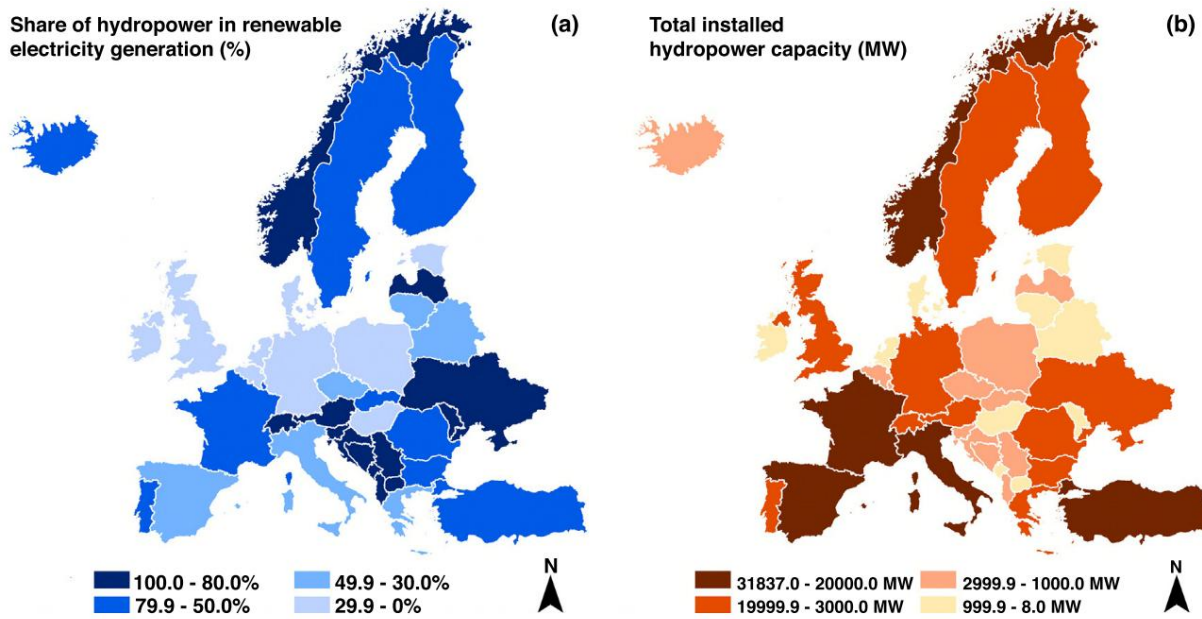 Share of hydropower in renewable
electricity generation (%)
(a)
100.0 - 80.0%
79.9 - 50.0%
49.9 - 30.0%
29.9 - 0%
N
Total installed
hydropower capacity (MW)
(b)
31837.0 - 20000.0 MW
19999.9 - 3000.0 MW
2999.9 - 1000.0 MW
999.9 - 8.0 MW
N